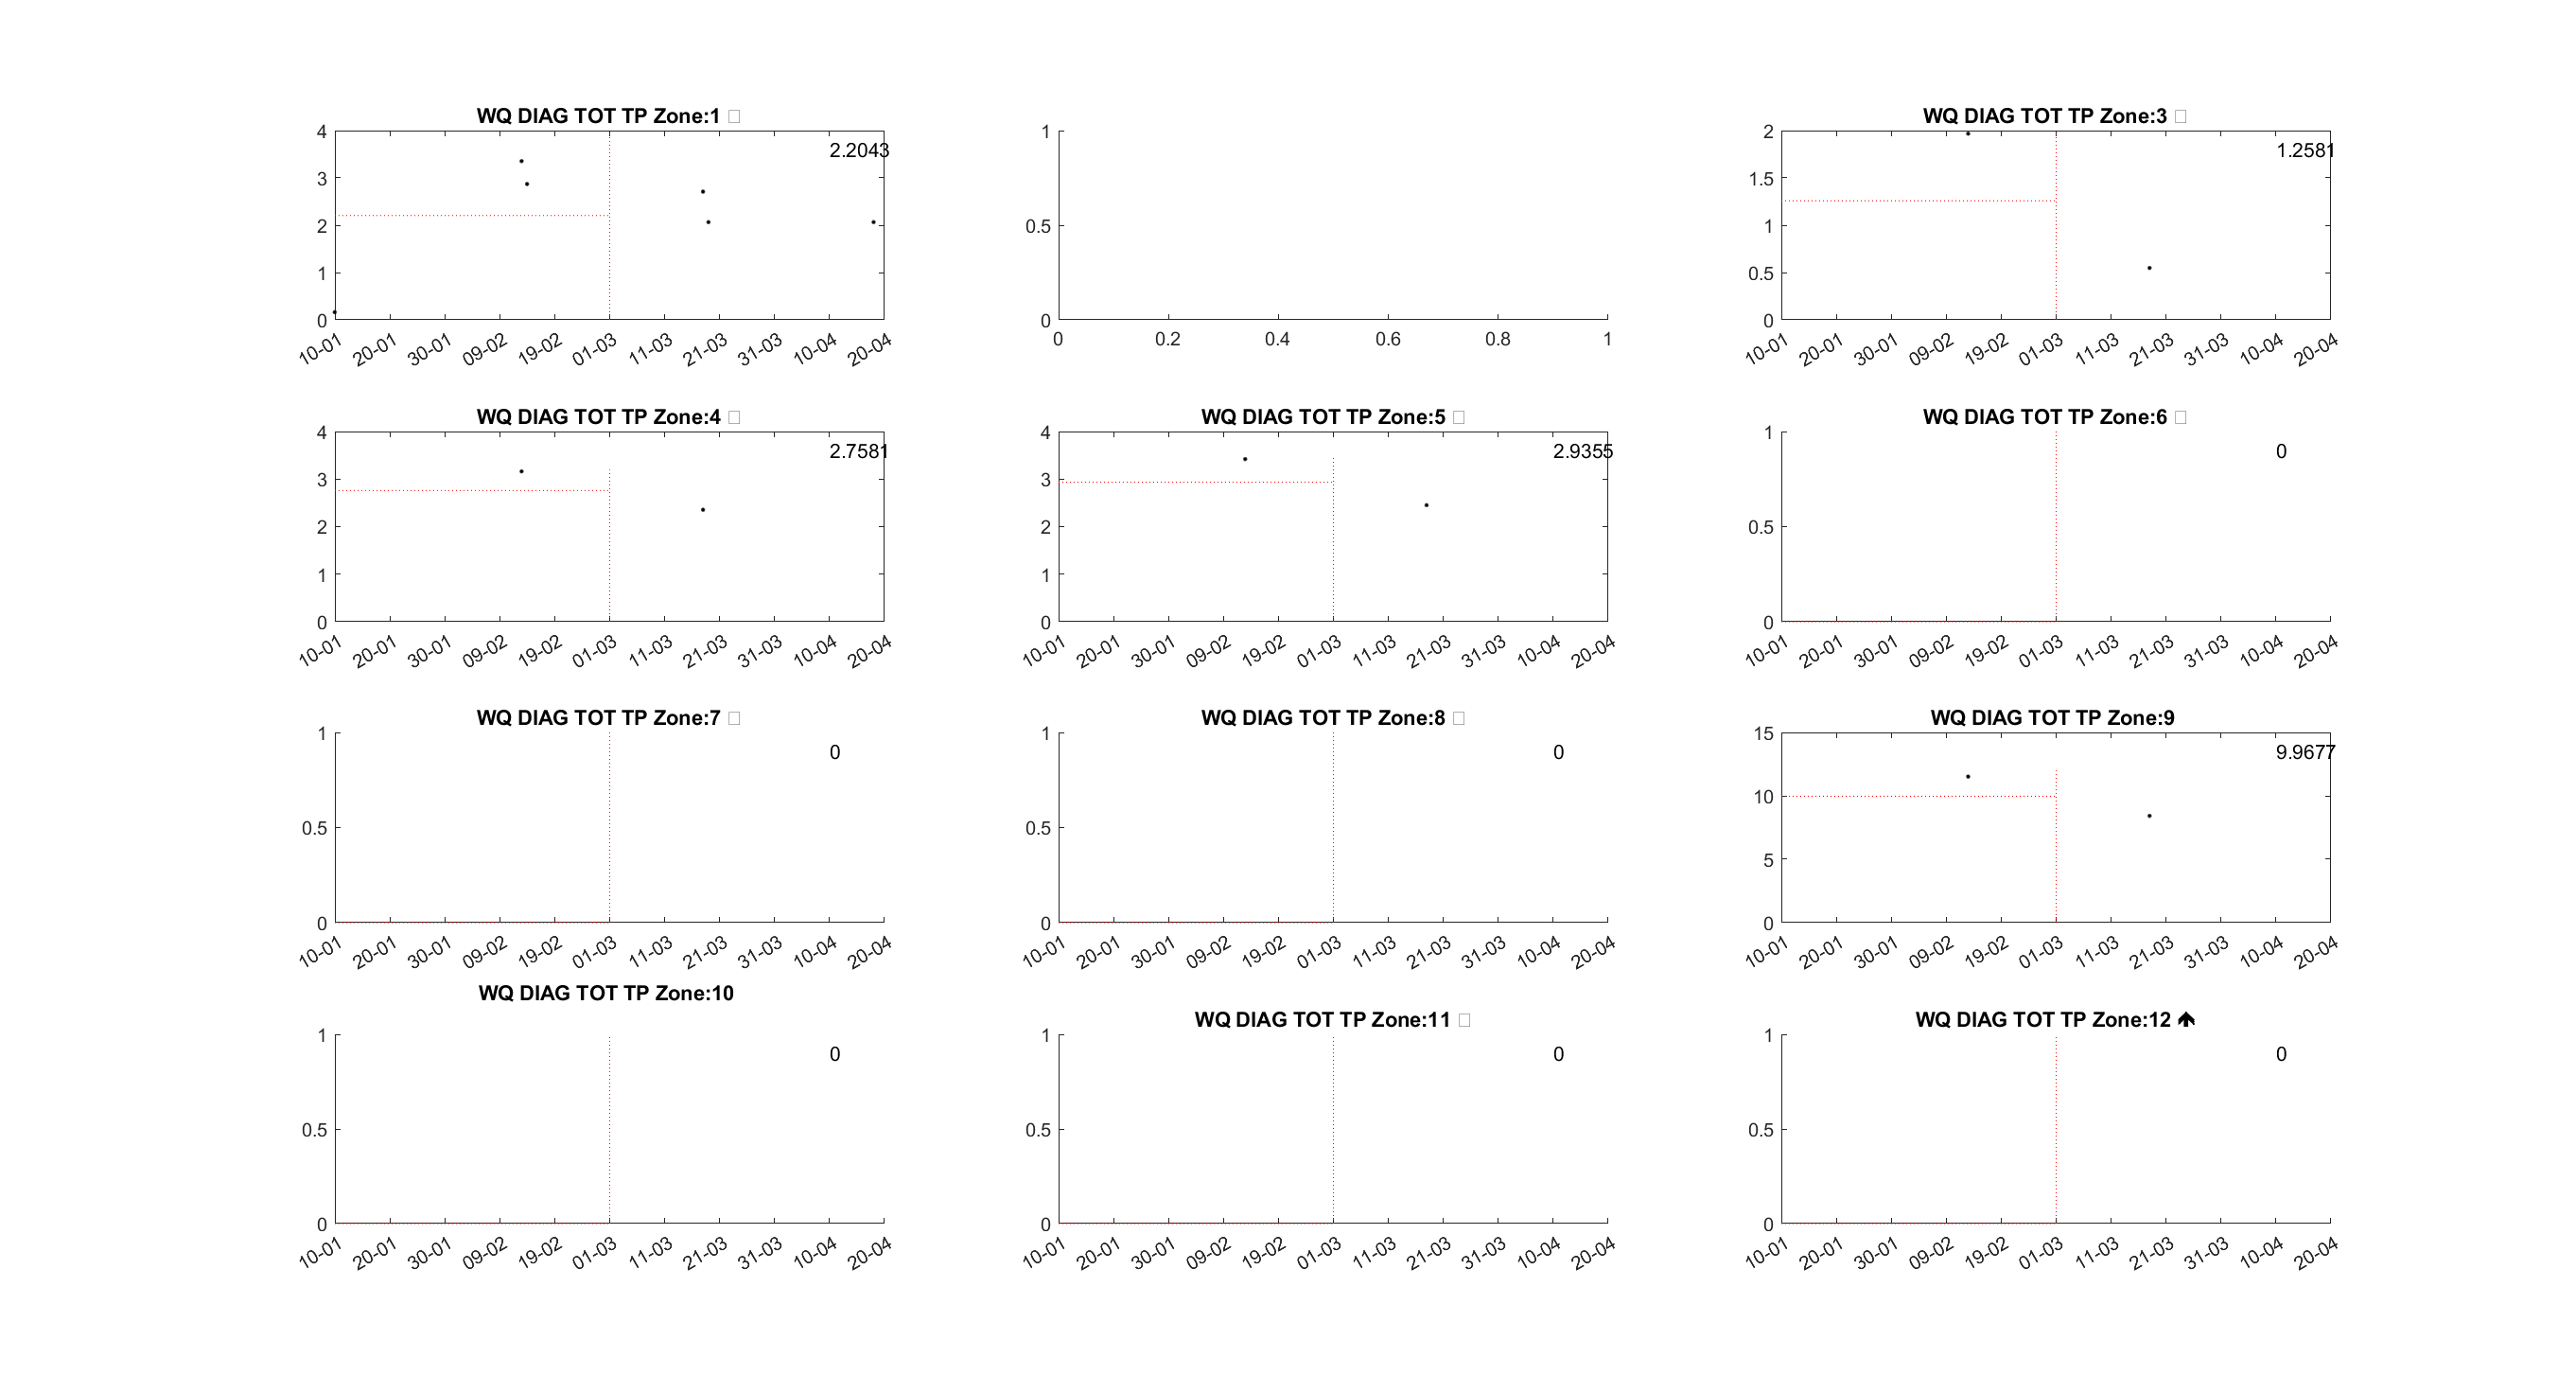 WQ DIAG TOT TP Zone:1
4
3
2
1
0
2.2043
10-01 20-01 30-01 09-02 19-02 01-03 11-03 21-03 31-03 10-04 20-04
1
0.5
0
0 0.2 0.4 0.6 0.8 1
WQ DIAG TOT TP Zone:3
2
1.5
1
0.5
0
1.2581
10-01 20-01 30-01 09-02 19-02 01-03 11-03 21-03 31-03 10-04 20-04
WQ DIAG TOT TP Zone:4
4
3
2
1
0
2.7581
10-01 20-01 30-01 09-02 19-02 01-03 11-03 21-03 31-03 10-04 20-04
WQ DIAG TOT TP Zone:5
4
3
2
1
0
2.9355
10-01 20-01 30-01 09-02 19-02 01-03 11-03 21-03 31-03 10-04 20-04
WQ DIAG TOT TP Zone:6
1
0.5
0
0
10-01 20-01 30-01 09-02 19-02 01-03 11-03 21-03 31-03 10-04 20-04
WQ DIAG TOT TP Zone:7
1
0.5
0
0
10-01 20-01 30-01 09-02 19-02 01-03 11-03 21-03 31-03 10-04 20-04
WQ DIAG TOT TP Zone:8
1
0.5
0
0
10-01 20-01 30-01 09-02 19-02 01-03 11-03 21-03 31-03 10-04 20-04
WQ DIAG TOT TP Zone:9
15
10
5
0
9.9677
10-01 20-01 30-01 09-02 19-02 01-03 11-03 21-03 31-03 10-04 20-04
WQ DIAG TOT TP Zone:10
1
0.5
0
0
10-01 20-01 30-01 09-02 19-02 01-03 11-03 21-03 31-03 10-04 20-04
WQ DIAG TOT TP Zone:11
1
0.5
0
0
10-01 20-01 30-01 09-02 19-02 01-03 11-03 21-03 31-03 10-04 20-04
WQ DIAG TOT TP Zone:12
1
0.5
0
0
10-01 20-01 30-01 09-02 19-02 01-03 11-03 21-03 31-03 10-04 20-04